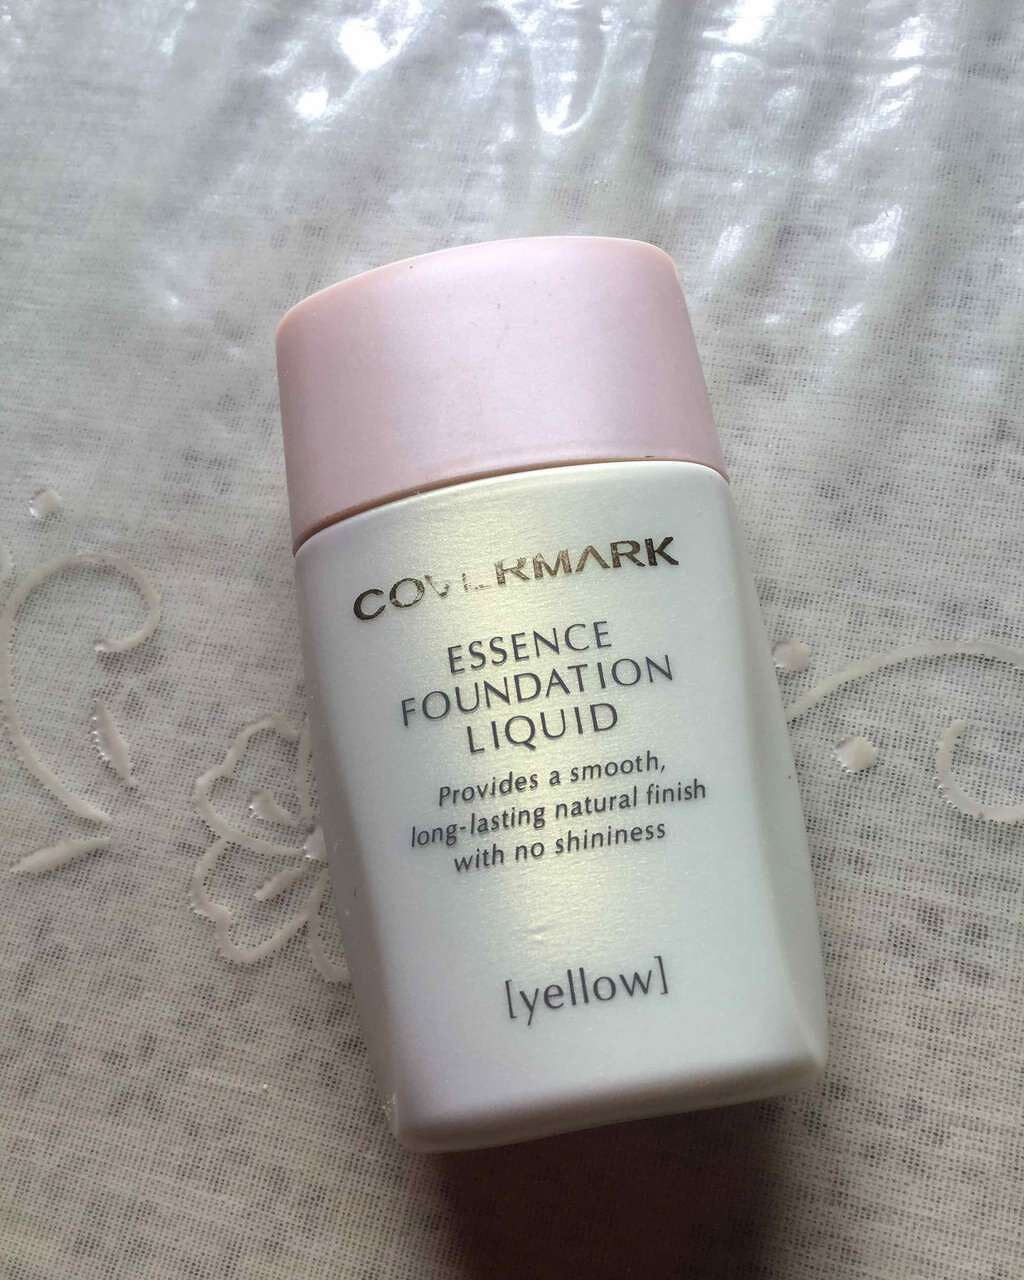 COVERMARK
ESSENCE
FOUNDATION
LIQUID
Provides a smooth,
long-lasting natural finish
with no shininess
[yellow]